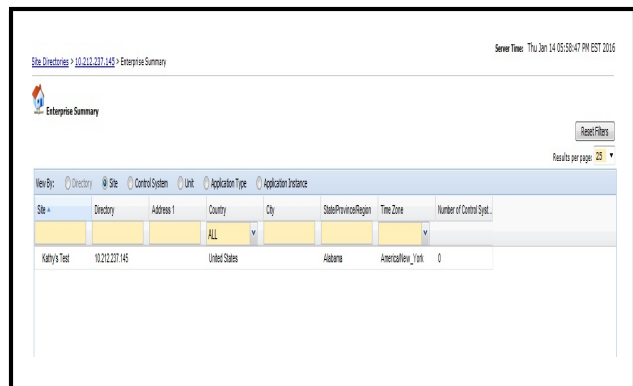 Server Time: Thu Jan 14 05:58:47 PM EST 2016
Site Directories > 10.212.237.145 > Enterprise Summary
Enterprise Summary
Reset Filters
Results per page: 25
View By: Directory Site Control System Unit Application Type Application Instance
Site Directory Address 1 Country City State/Province/Region Time Zone Number of Control Syst...
ALL
Kathy's Test 10.212.237.145 United States Alabama America/New_York 0